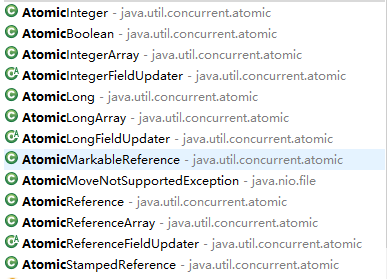 AtomicInteger - java.util.concurrent.atomic
AtomicBoolean - java.util.concurrent.atomic
AtomicIntegerArray - java.util.concurrent.atomic
AtomicIntegerFieldUpdater - java.util.concurrent.atomic
AtomicLong - java.util.concurrent.atomic
AtomicLongArray - java.util.concurrent.atomic
AtomicLongFieldUpdater - java.util.concurrent.atomic
AtomicMarkableReference - java.util.concurrent.atomic
AtomicMoveNotSupportedException - java.nio.file
AtomicReference - java.util.concurrent.atomic
AtomicReferenceArray - java.util.concurrent.atomic
AtomicReferenceFieldUpdater - java.util.concurrent.atomic
AtomicStampedReference - java.util.concurrent.atomic